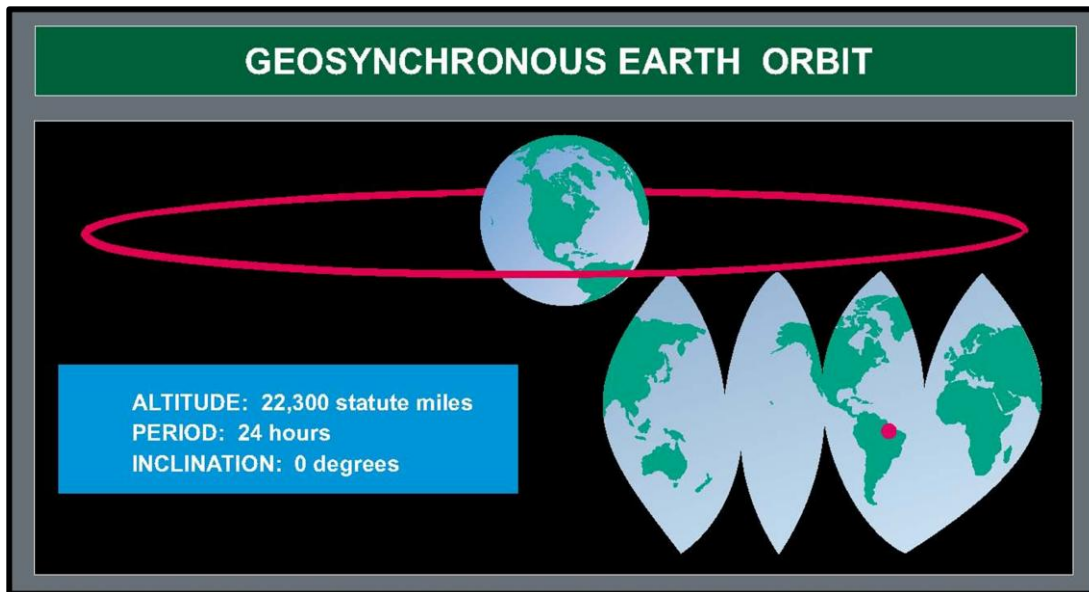 GEOSYNCHRONOUS EARTH ORBIT
ALTITUDE: 22,300 statute miles
PERIOD: 24 hours
INCLINATION: 0 degrees